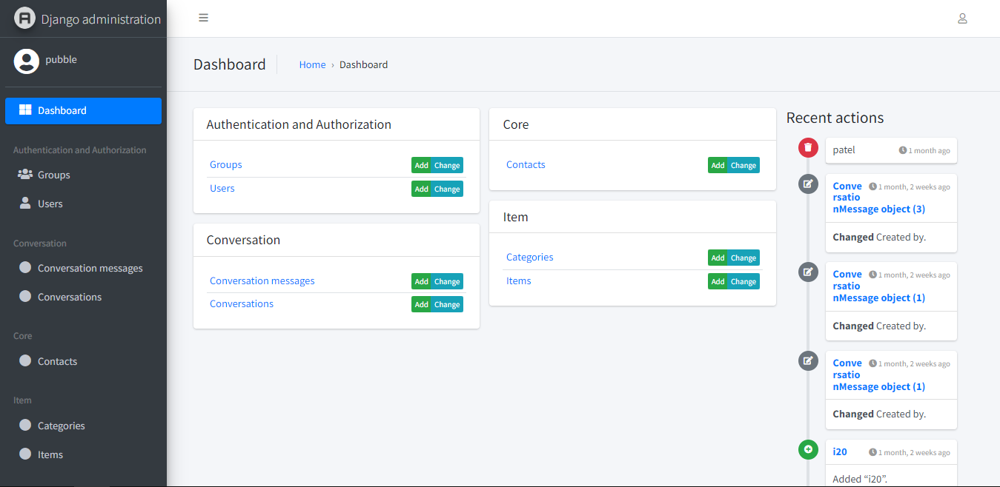 Django administration
pubble
Dashboard
Authentication and Authorization
Groups
Users
Conversation
Conversation messages
Conversations
Core
Contacts
Item
Categories
Items
Dashboard
Home › Dashboard
Authentication and Authorization
Groups Add Change
Users Add Change
Conversation
Conversation messages Add Change
Conversations Add Change
Core
Contacts Add Change
Item
Categories Add Change
Items Add Change
Recent actions
patel 1 month ago
Conve 1 month, 2 weeks ago
rsatio
nMessage object (3)
Changed Created by.
Conve 1 month, 2 weeks ago
rsatio
nMessage object (1)
Changed Created by.
Conve 1 month, 2 weeks ago
rsatio
nMessage object (1)
Changed Created by.
i20 1 month, 2 weeks ago
Added “i20”.